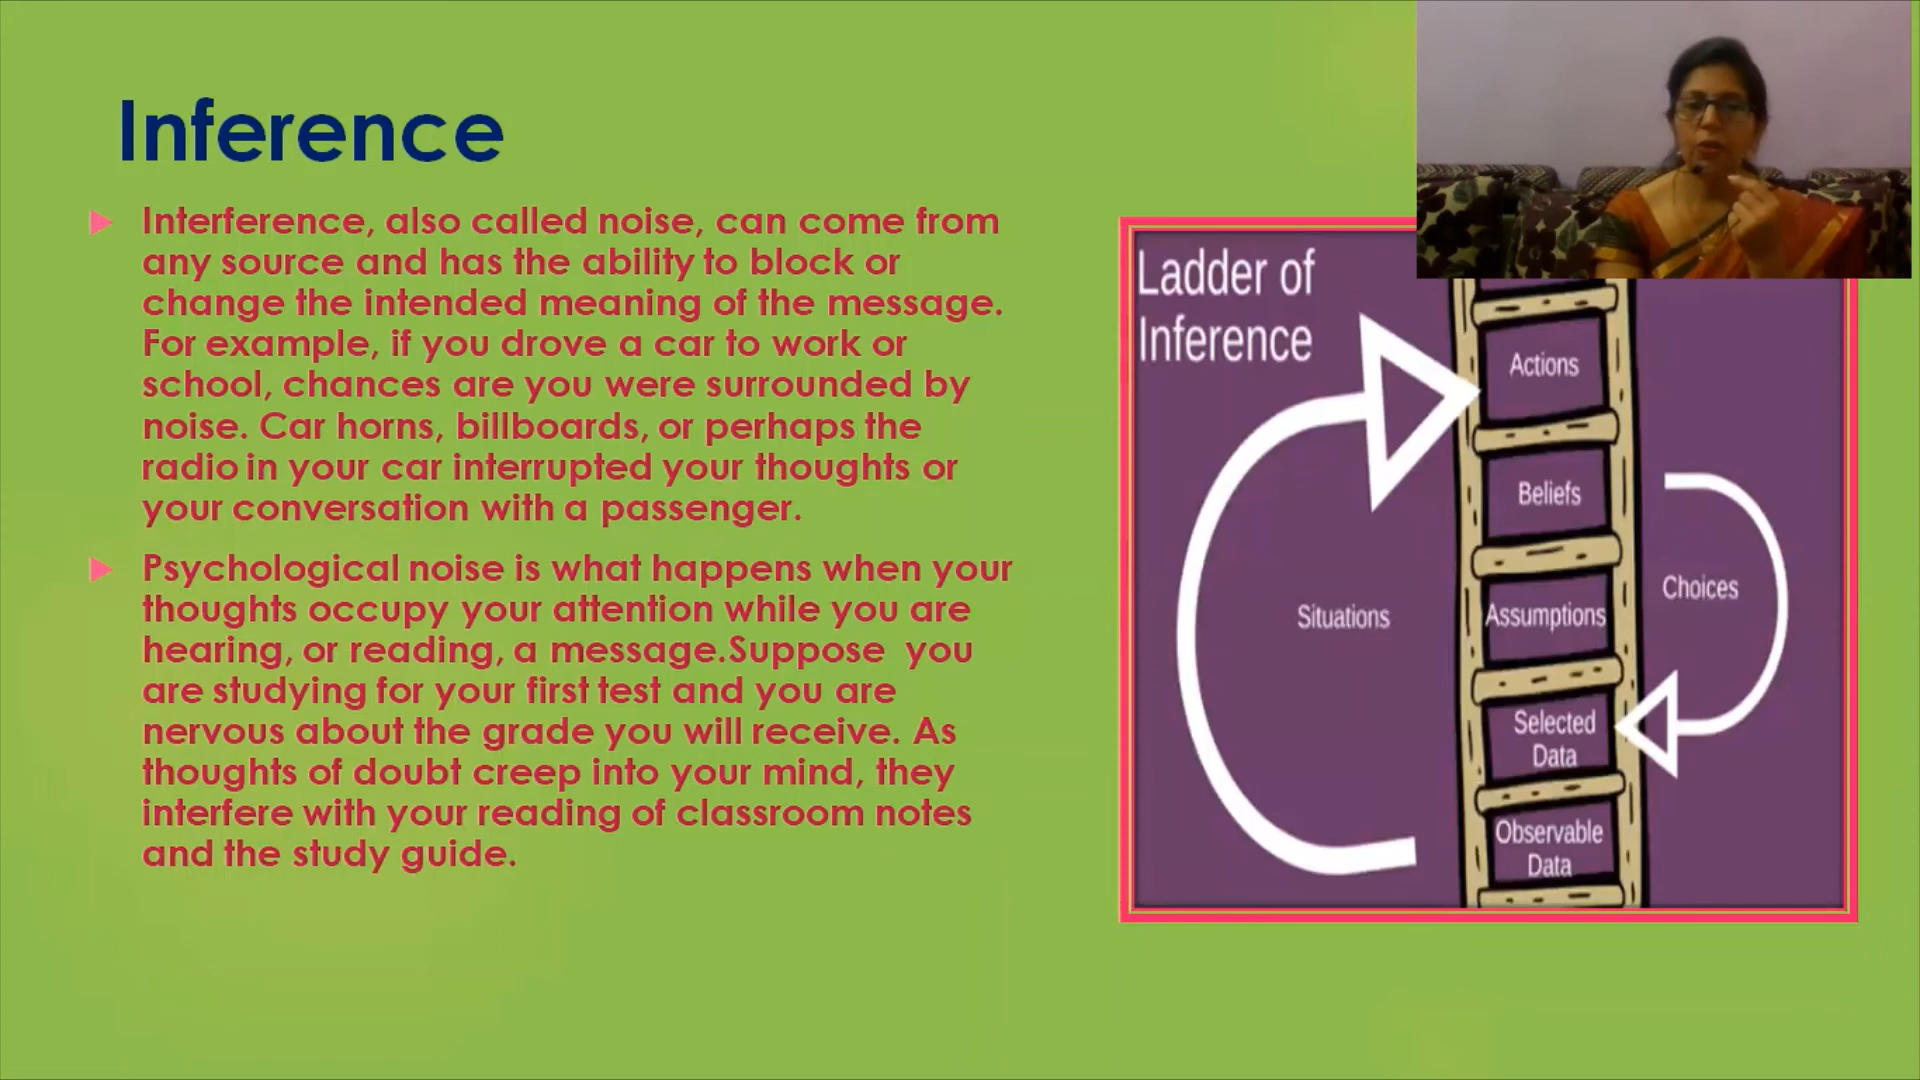 Inference
Interference, also called noise, can come from
any source and has the ability to block or
change the intended meaning of the message.
For example, if you drove a car to work or
school, chances are you were surrounded by
noise. Car horns, billboards, or perhaps the
radio in your car interrupted your thoughts or
your conversation with a passenger.
Psychological noise is what happens when your
thoughts occupy your attention while you are
hearing, or reading, a message.Suppose  you
are studying for your first test and you are
nervous about the grade you will receive. As
thoughts of doubt creep into your mind, they
interfere with your reading of classroom notes
and the study guide.
Ladder of
Inference
Actions
Beliefs
Situations
Assumptions
Choices
Selected
Data
Observable
Data